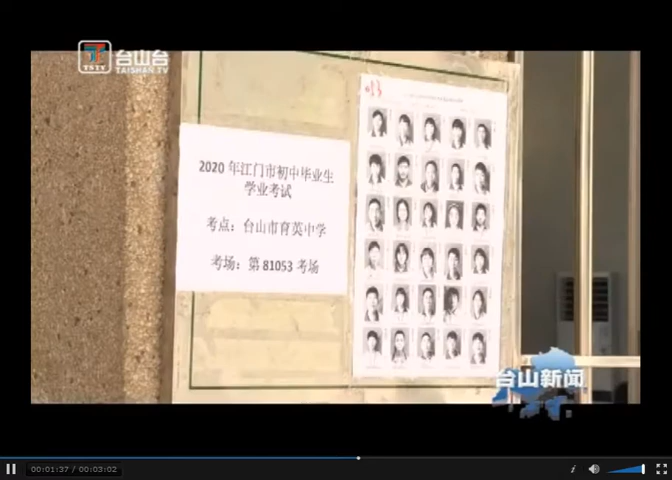 台山台
TAISHAN TV
TSTV
2020 年江门市初中毕业生
学业考试
考点：台山市育英中学
考场：第 81053 考场
台山新闻
00:01:37 / 00:03:02